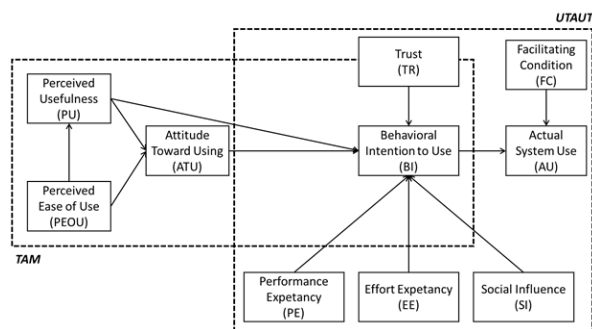 UTAUT
Trust
(TR)
Facilitating
Condition
(FC)
Perceived
Usefulness
(PU)
Attitude
Toward Using
(ATU)
Behavioral
Intention to Use
(BI)
Actual
System Use
(AU)
Perceived
Ease of Use
(PEOU)
TAM
Performance
Expetancy
(PE)
Effort Expetancy
(EE)
Social Influence
(SI)